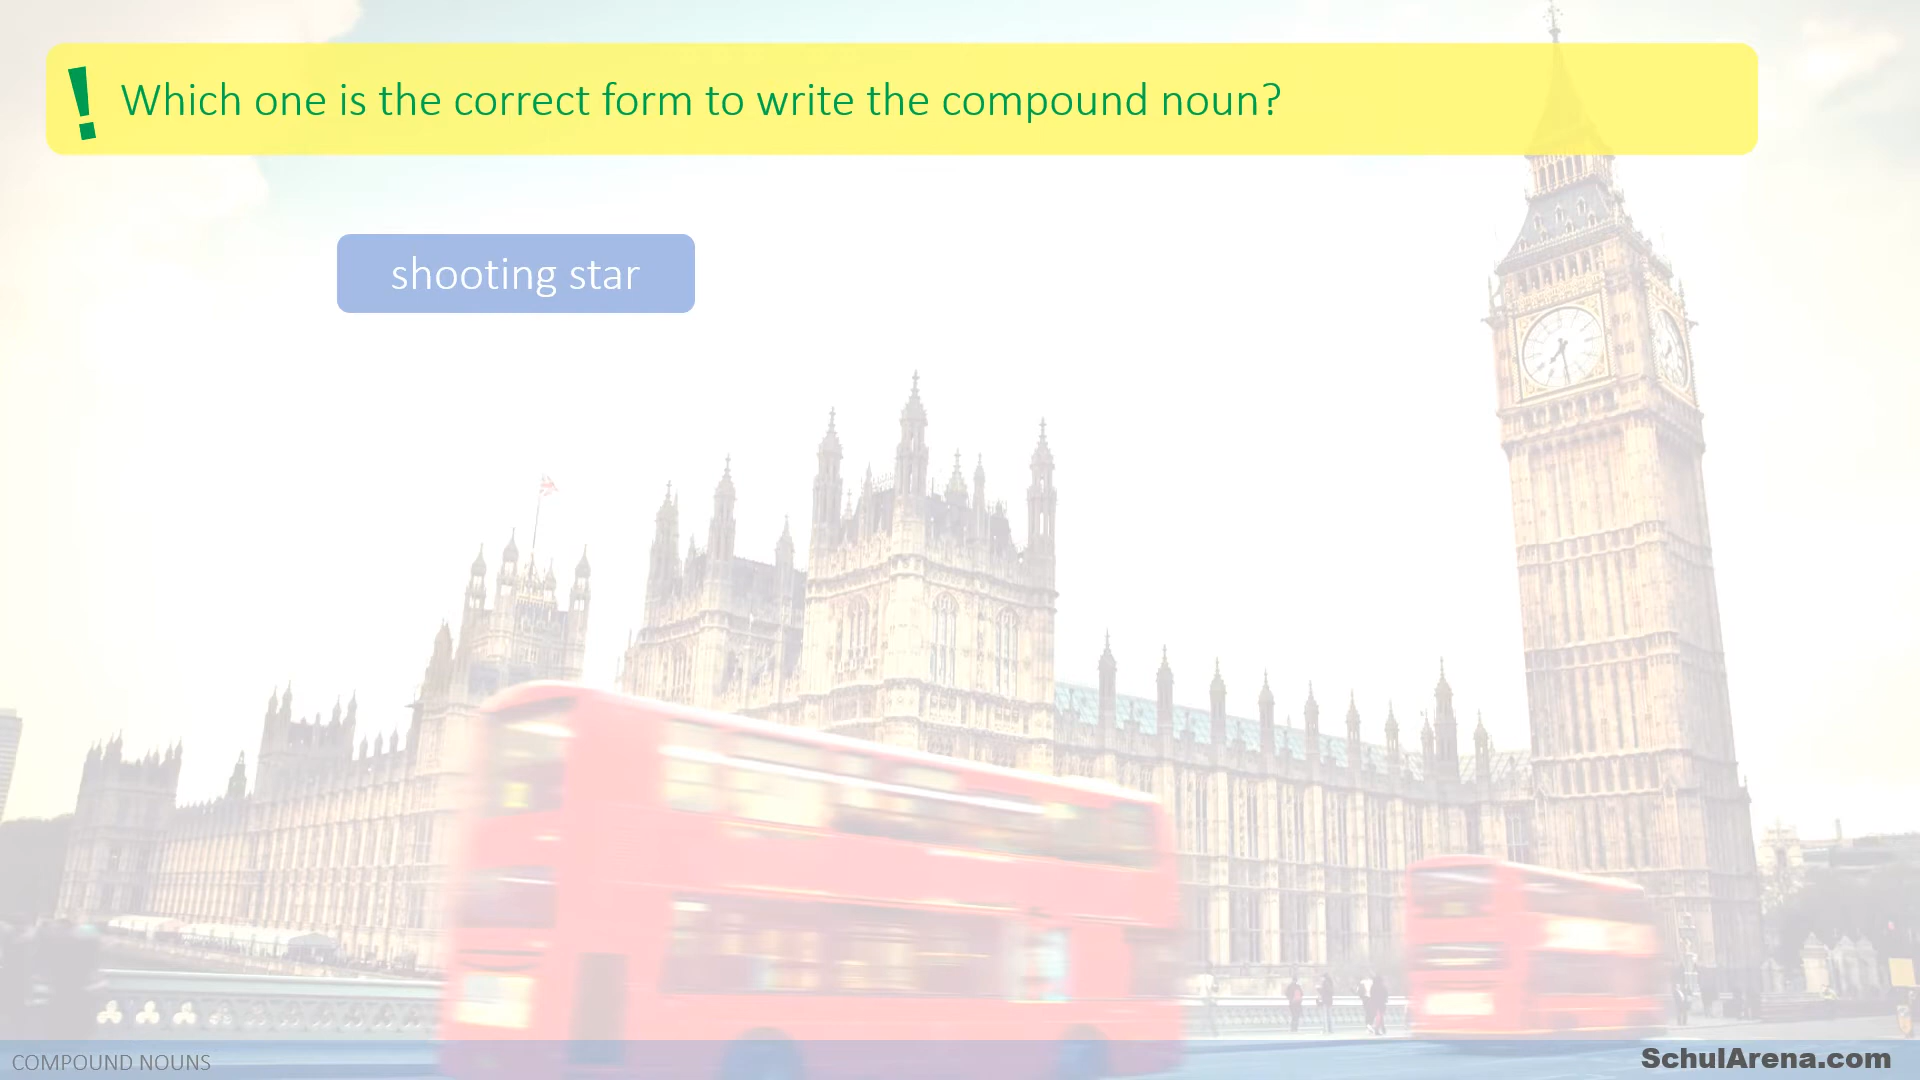 ! Which one is the correct form to write the compound noun?
shooting star
COMPOUND NOUNS
SchulArena.com